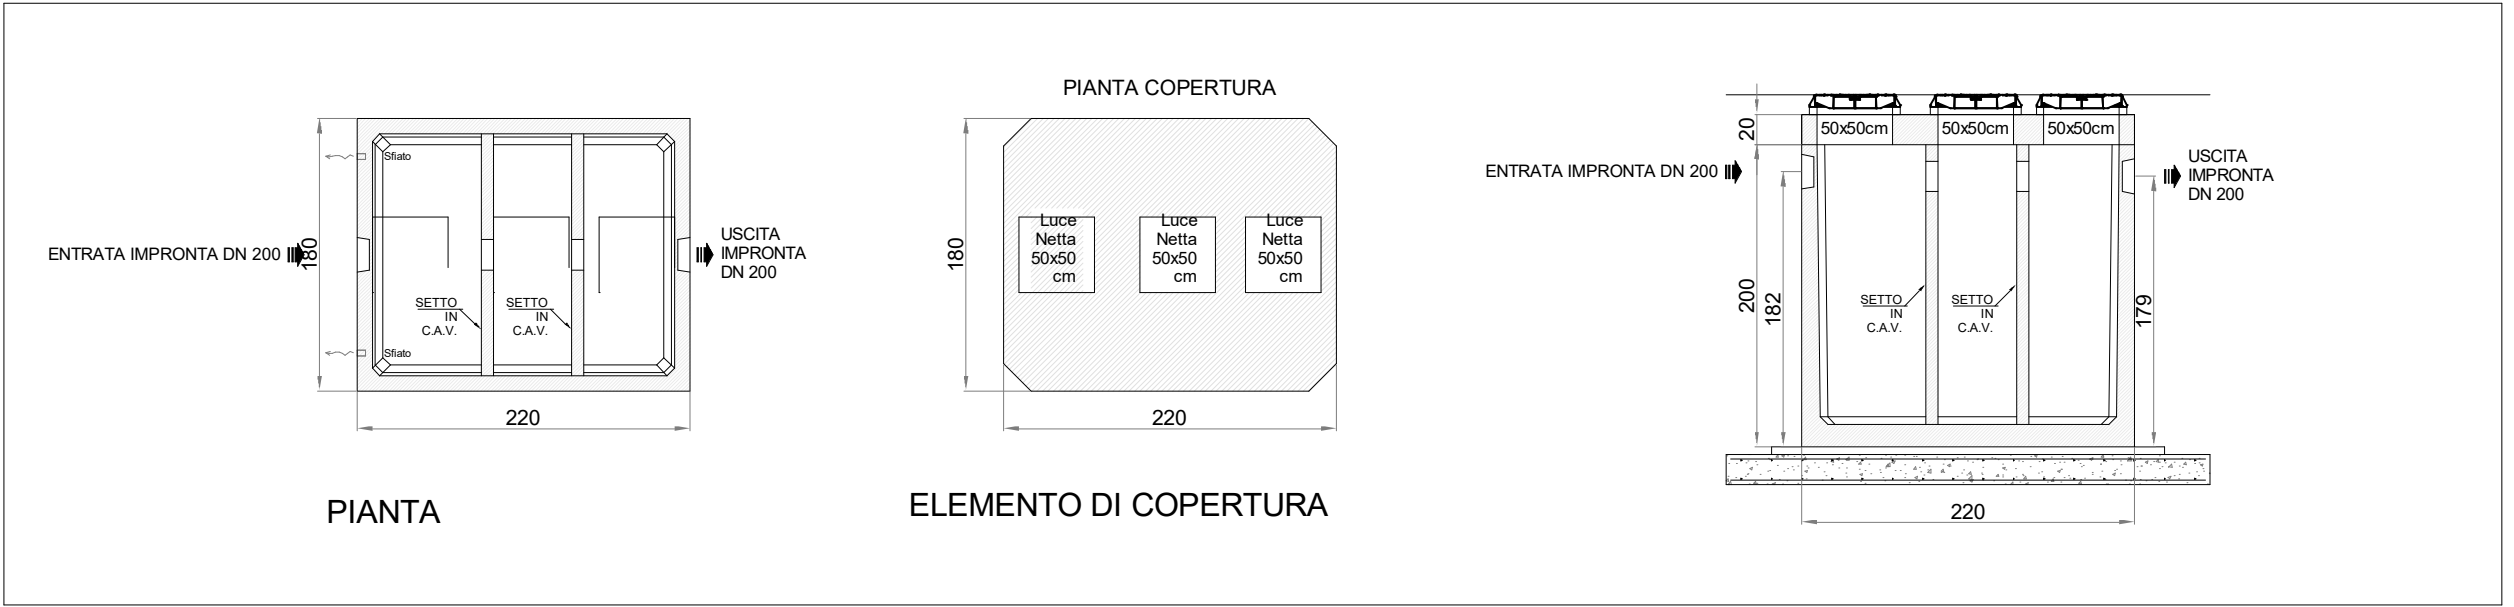 Sfiato
ENTRATA IMPRONTA DN 200
180
USCITA
IMPRONTA
DN 200
SETTO
IN
C.A.V.
SETTO
IN
C.A.V.
Sfiato
220
PIANTA
PIANTA COPERTURA
180
Luce
Netta
50x50
cm
Luce
Netta
50x50
cm
Luce
Netta
50x50
cm
220
ELEMENTO DI COPERTURA
20
50x50cm
50x50cm
50x50cm
ENTRATA IMPRONTA DN 200
USCITA
IMPRONTA
DN 200
200
182
SETTO
IN
C.A.V.
SETTO
IN
C.A.V.
179
220